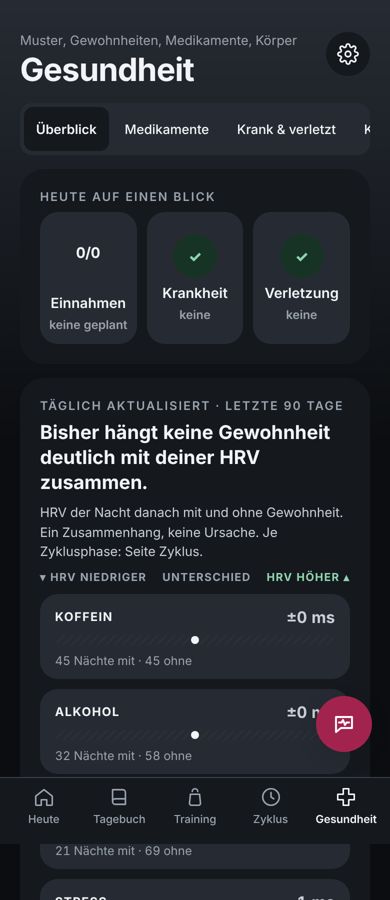 Muster, Gewohnheiten, Medikamente, Körper
Gesundheit
Überblick Medikamente Krank & verletzt K
HEUTE AUF EINEN BLICK
0/0
Einnahmen Krankheit Verletzung
keine geplant keine keine
TÄGLICH AKTUALISIERT · LETZTE 90 TAGE
Bisher hängt keine Gewohnheit
deutlich mit deiner HRV
zusammen.
HRV der Nacht danach mit und ohne Gewohnheit.
Ein Zusammenhang, keine Ursache. Je
Zyklusphase: Seite Zyklus.
▾ HRV NIEDRIGER UNTERSCHIED HRV HÖHER ▴
KOFFEIN ±0 ms
45 Nächte mit · 45 ohne
ALKOHOL ±0
32 Nächte mit · 58 ohne
Heute Tagebuch Training Zyklus Gesundheit
21 Nächte mit · 69 ohne
STRESS